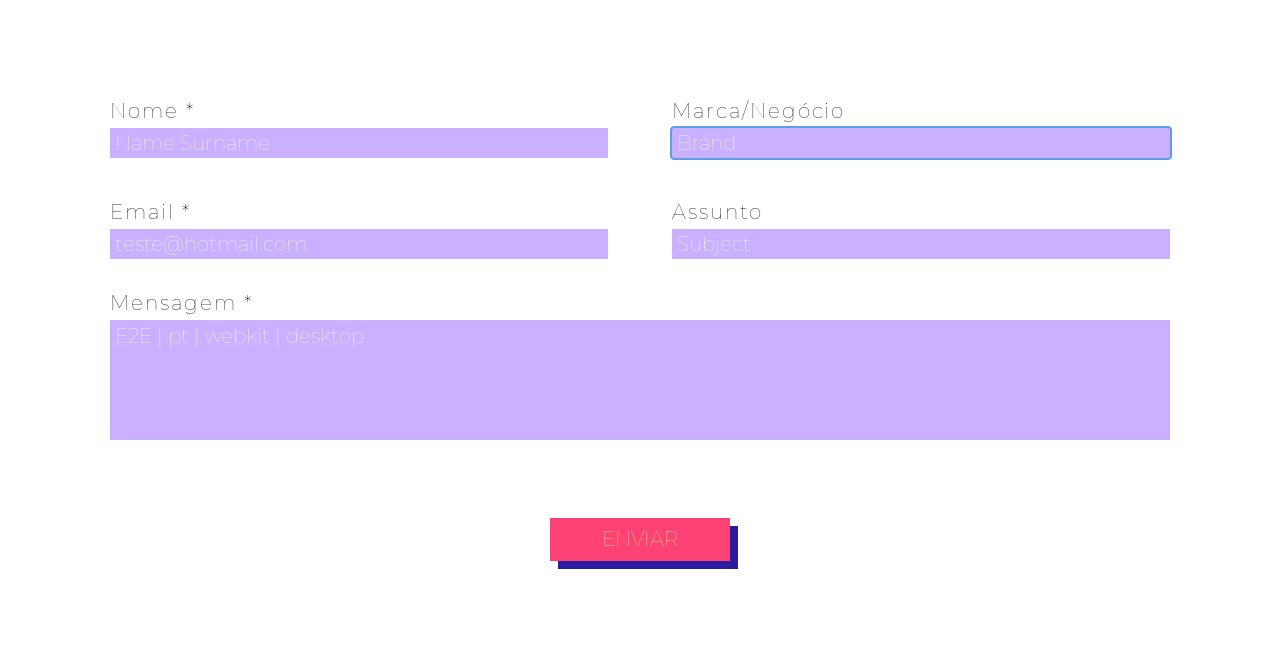 Nome *
Marca/Negócio
Name Surname
Brand
Email *
Assunto
teste@hotmail.com
Subject
Mensagem *
E2E | pt | webkit | desktop
ENVIAR